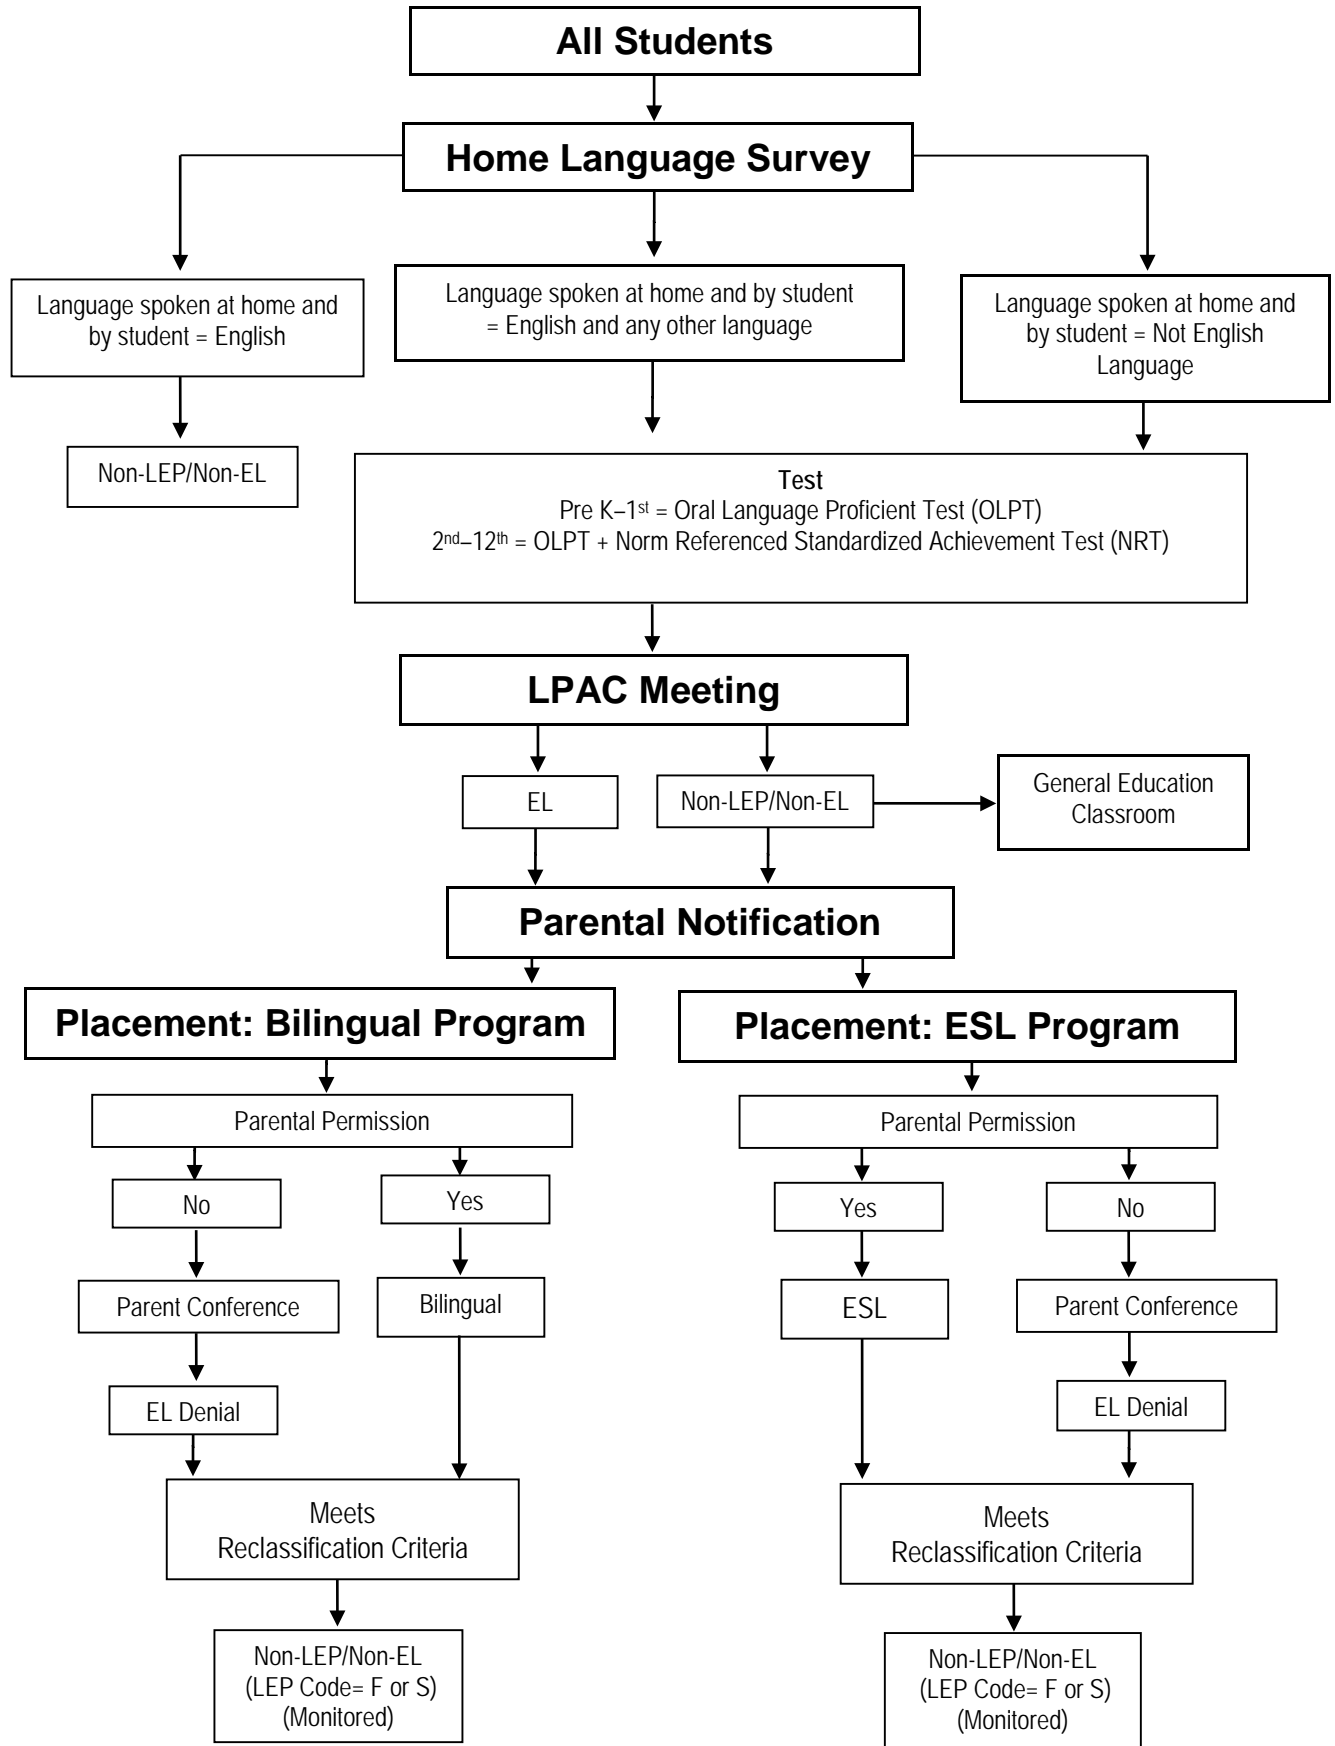 All Students
Home Language Survey
Language spoken at home and
by student = English
Language spoken at home and by student
= English and any other language
Language spoken at home and
by student = Not English
Language
Non-LEP/Non-EL
Test
Pre K–1st = Oral Language Proficient Test (OLPT)
2nd–12th = OLPT + Norm Referenced Standardized Achievement Test (NRT)
LPAC Meeting
EL
Non-LEP/Non-EL
General Education
Classroom
Parental Notification
Placement: Bilingual Program
Placement: ESL Program
Parental Permission
No
Yes
Parent Conference
Bilingual
EL Denial
Meets
Reclassification Criteria
Non-LEP/Non-EL
(LEP Code= F or S)
(Monitored)
Parental Permission
Yes
No
ESL
Parent Conference
EL Denial
Meets
Reclassification Criteria
Non-LEP/Non-EL
(LEP Code= F or S)
(Monitored)